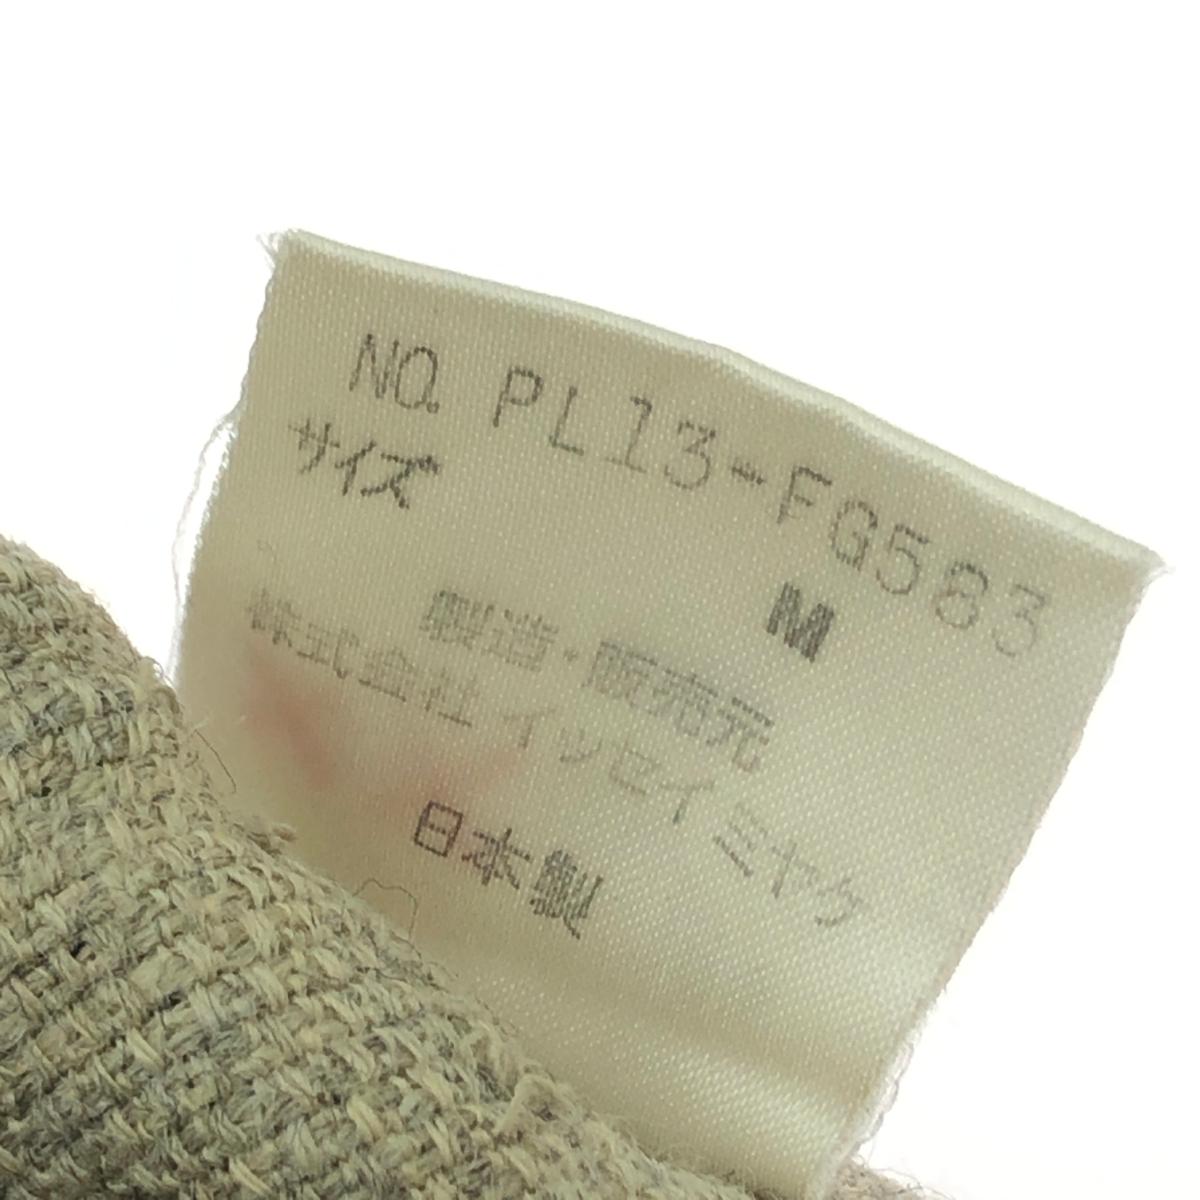 NO. PL13-FG583
サイズ M
製造・販売元
株式会社イッセイミヤケ
日本製